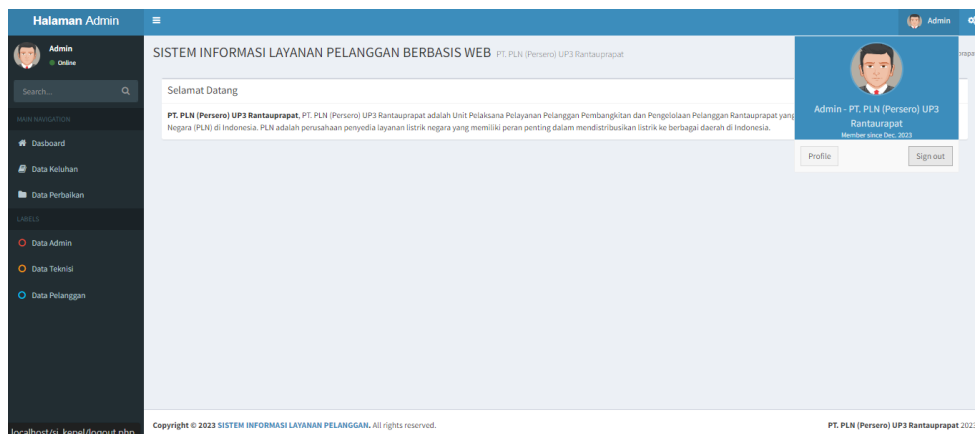 Halaman Admin
Admin
Admin
Online
Search...
MAIN NAVIGATION
Dasboard
Data Keluhan
Data Perbaikan
LABELS
Data Admin
Data Teknisi
Data Pelanggan
SISTEM INFORMASI LAYANAN PELANGGAN BERBASIS WEB PT. PLN (Persero) UP3 Rantauprapat
Selamat Datang
PT. PLN (Persero) UP3 Rantauprapat, PT. PLN (Persero) UP3 Rantauprapat adalah Unit Pelaksana Pelayanan Pelanggan Pembangkitan dan Pengelolaan Pelanggan Rantauprapat yang
Negara (PLN) di Indonesia. PLN adalah perusahaan penyedia layanan listrik negara yang memiliki peran penting dalam mendistribusikan listrik ke berbagai daerah di Indonesia.
Admin - PT. PLN (Persero) UP3
Rantaurapat
Member since Dec. 2023
Profile
Sign out
Copyright © 2023 SISTEM INFORMASI LAYANAN PELANGGAN. All rights reserved.
PT. PLN (Persero) UP3 Rantauprapat 202
localhost/si_kepel/logout.php